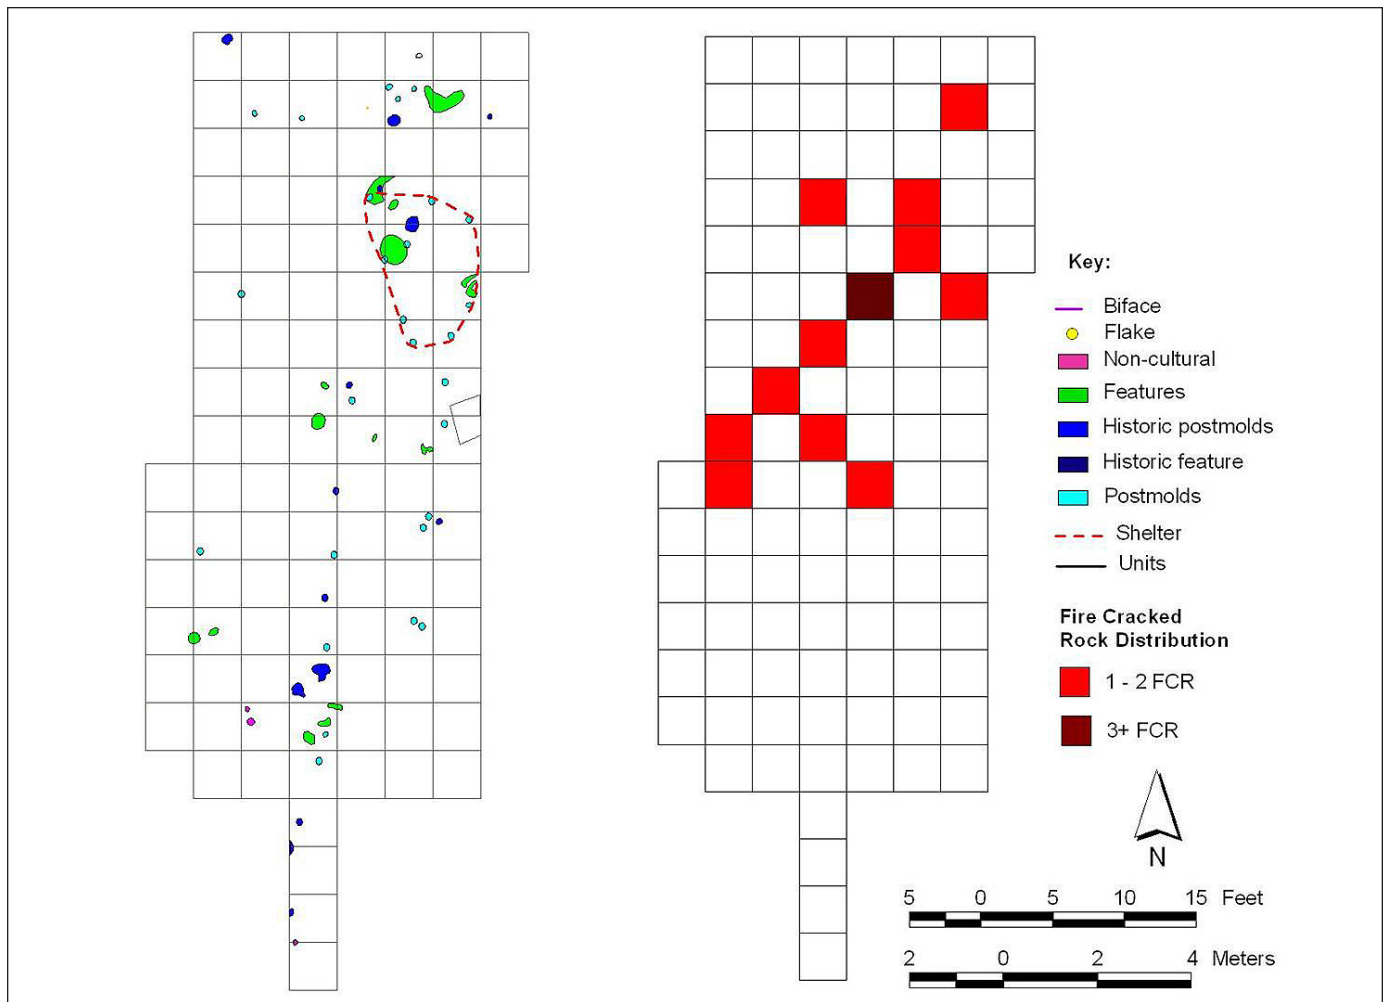 Key:
Biface
Flake
Non-cultural
Features
Historic postmolds
Historic feature
Postmolds
Shelter
Units
Fire Cracked
Rock Distribution
1 - 2 FCR
3+ FCR
N
5 0 5 10 15 Feet
2 0 2 4 Meters